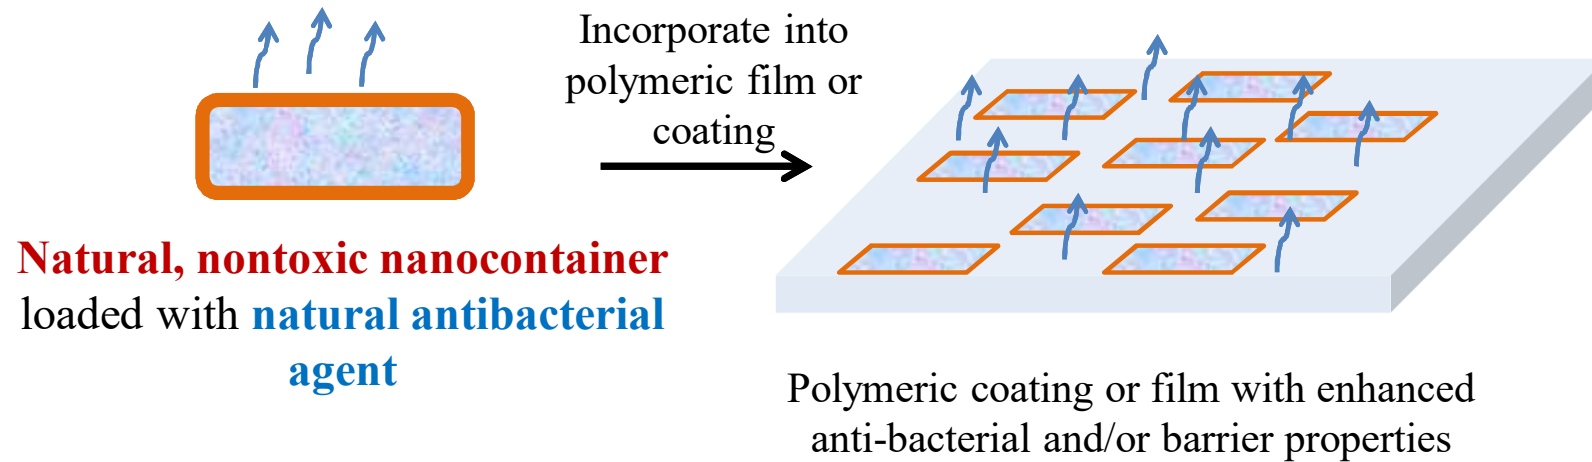 Natural, nontoxic nanocontainer
loaded with natural antibacterial
agent
Incorporate into
polymeric film or
coating
Polymeric coating or film with enhanced
anti-bacterial and/or barrier properties